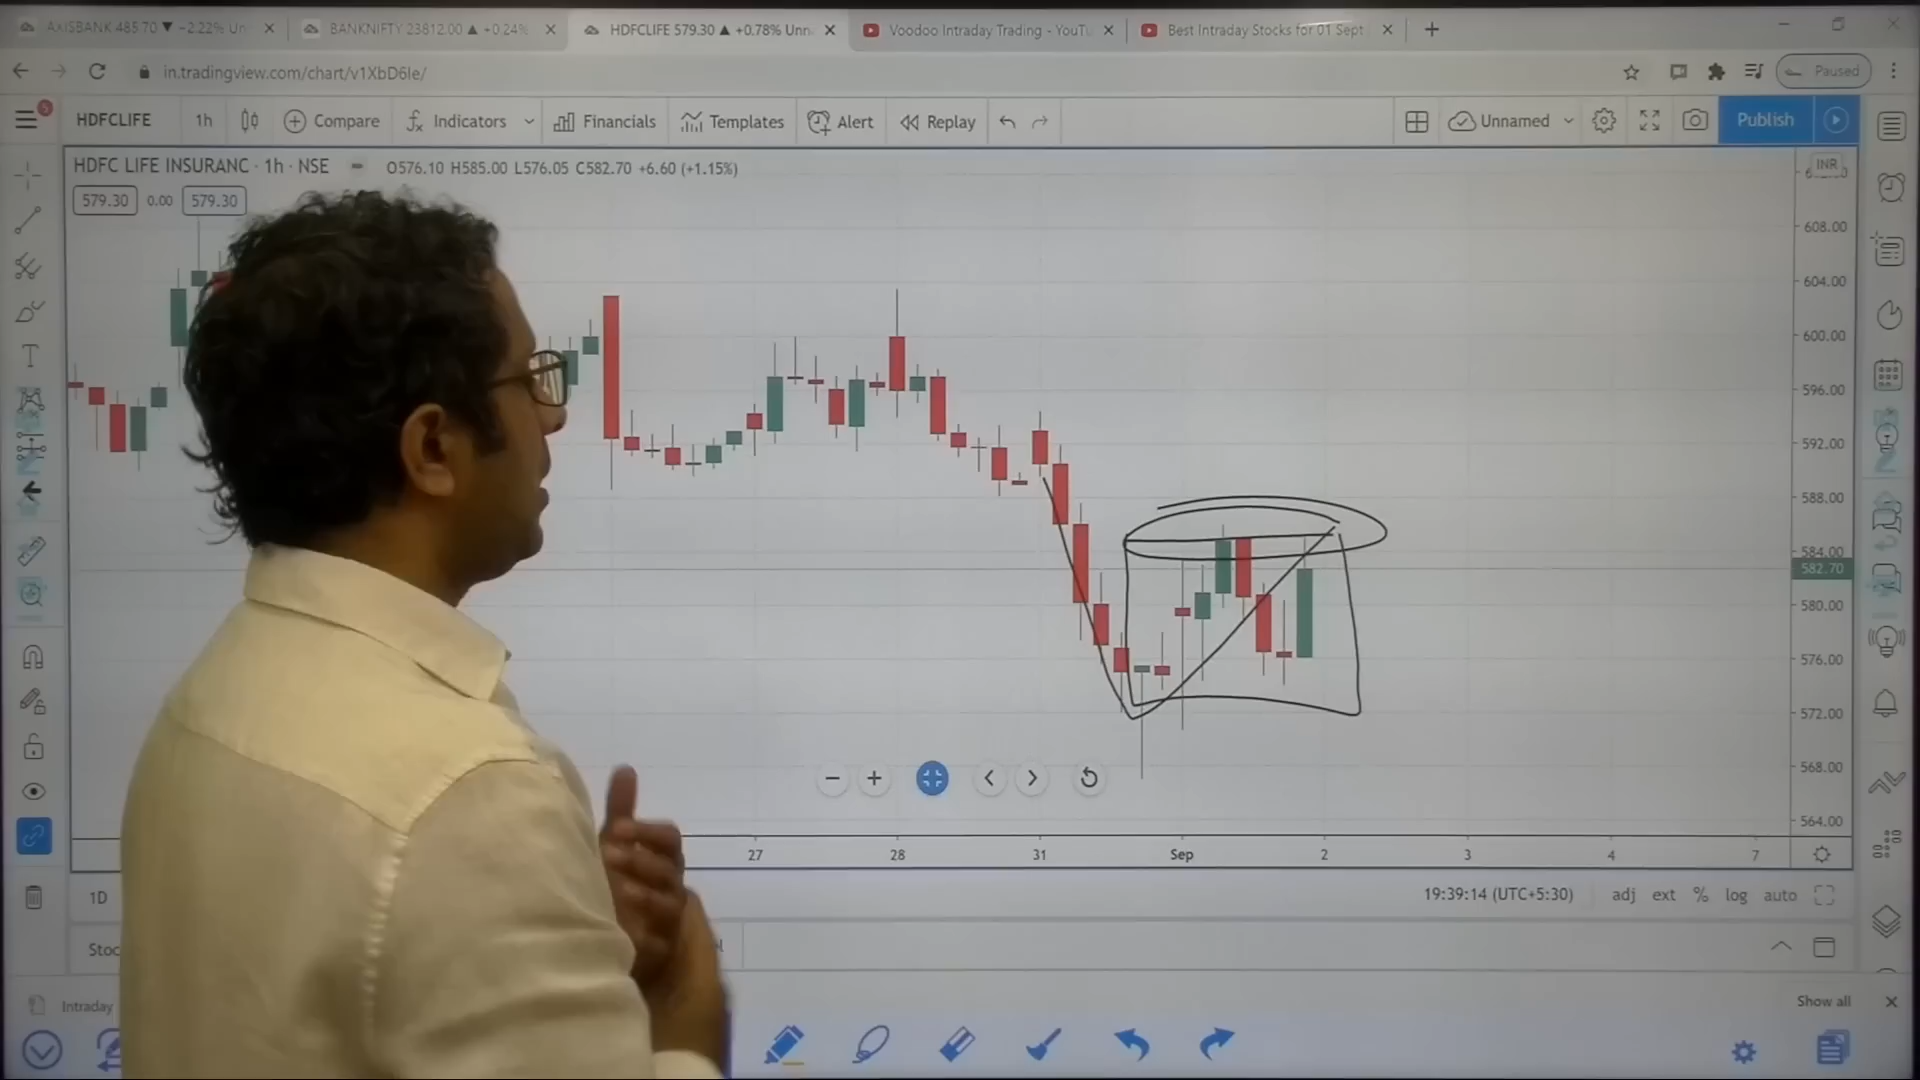 AXISBANK 485.70 ▼ −2.22% Un
BANKNIFTY 23812.00 ▲ +0.24%
HDFCLIFE 579.30 ▲ +0.78% Unn
Voodoo Intraday Trading - YouTu
Best Intraday Stocks for 01 Sept
in.tradingview.com/chart/v1XbD6Ie/
Paused
5
HDFCLIFE
1h
Compare
Indicators
Financials
Templates
Alert
Replay
Unnamed
Publish
HDFC LIFE INSURANC · 1h · NSE
O576.10 H585.00 L576.05 C582.70 +6.60 (+1.15%)
INR
579.30 0.00 579.30
608.00
604.00
600.00
596.00
592.00
588.00
584.00
582.70
580.00
576.00
572.00
568.00
564.00
27 28 31 Sep 2 3 4 7
1D
19:39:14 (UTC+5:30) adj ext % log auto
Stoc
Intraday
Show all